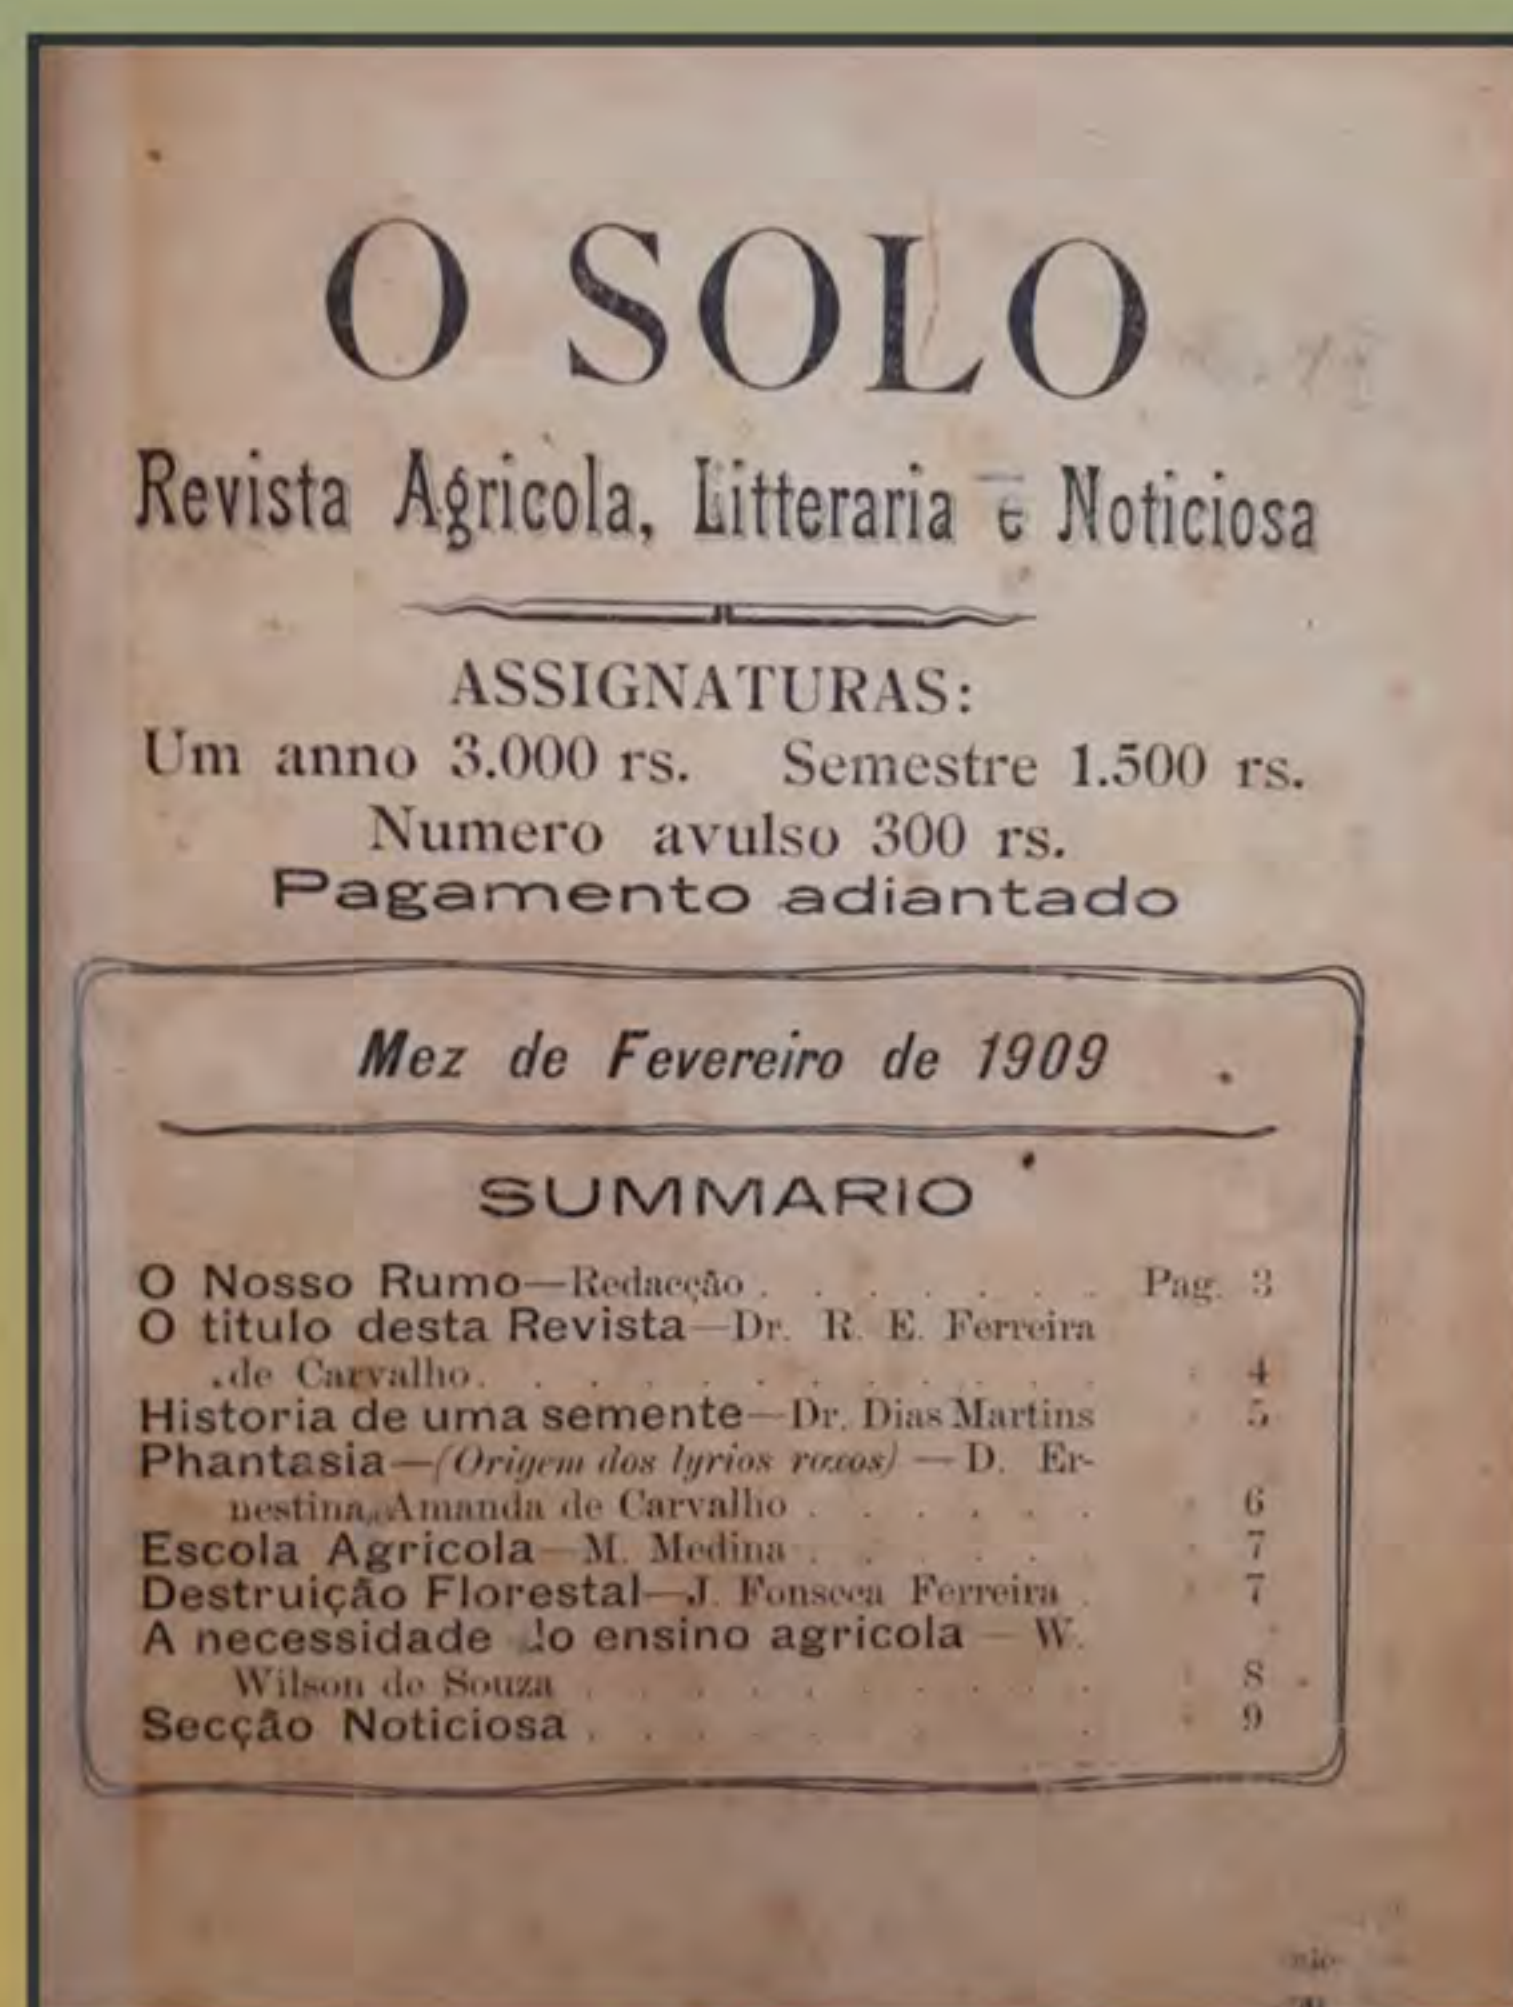 O SOLO
Revista Agricola, Litteraria e Noticiosa
ASSIGNATURAS:
Um anno 3.000 rs. Semestre 1.500 rs.
Numero avulso 300 rs.
Pagamento adiantado
Mez de Fevereiro de 1909
SUMMARIO
O Nosso Rumo—Redacção . . . . . . . Pag. 3
O titulo desta Revista—Dr. R. E. Ferreira
de Carvalho. . . . . . . . . . . . 4
Historia de uma semente—Dr. Dias Martins 5
Phantasia—(Origem dos lyrios roxos) — D. Er-
nestina Amanda de Carvalho . . . . . . 6
Escola Agricola—M. Medina . . . . . . 7
Destruição Florestal—J. Fonseca Ferreira . 7
A necessidade do ensino agricola — W.
Wilson de Souza . . . . . . . . . . 8
Secção Noticiosa . . . . . . . . . 9